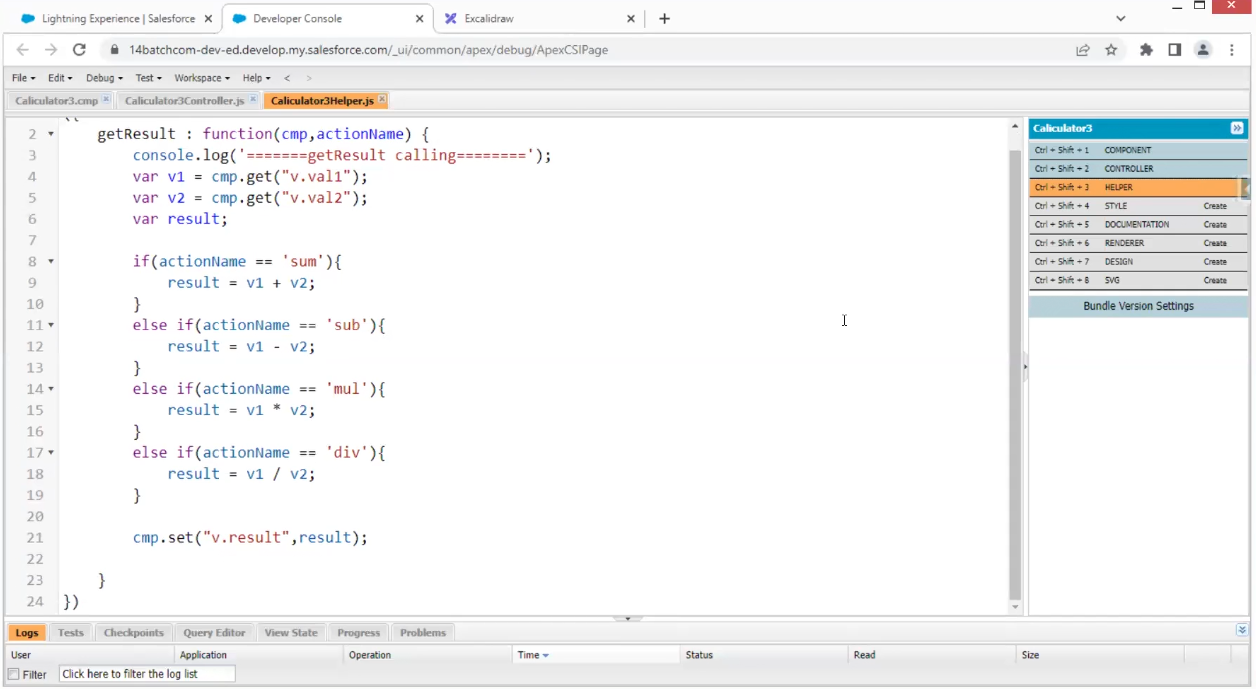 Lightning Experience | Salesforce
Developer Console
Excalidraw
14batchcom-dev-ed.develop.my.salesforce.com/_ui/common/apex/debug/ApexCSIPage
File Edit Debug Test Workspace Help < >
Caliculator3.cmp Caliculator3Controller.js Caliculator3Helper.js
({
2 getResult : function(cmp,actionName) {
3 console.log('=======getResult calling========');
4 var v1 = cmp.get("v.val1");
5 var v2 = cmp.get("v.val2");
6 var result;
7
8 if(actionName == 'sum'){
9 result = v1 + v2;
10 }
11 else if(actionName == 'sub'){
12 result = v1 - v2;
13 }
14 else if(actionName == 'mul'){
15 result = v1 * v2;
16 }
17 else if(actionName == 'div'){
18 result = v1 / v2;
19 }
20
21 cmp.set("v.result",result);
22
23 }
24 })
Caliculator3
Ctrl + Shift + 1 COMPONENT
Ctrl + Shift + 2 CONTROLLER
Ctrl + Shift + 3 HELPER
Ctrl + Shift + 4 STYLE Create
Ctrl + Shift + 5 DOCUMENTATION Create
Ctrl + Shift + 6 RENDERER Create
Ctrl + Shift + 7 DESIGN Create
Ctrl + Shift + 8 SVG Create
Bundle Version Settings
Logs Tests Checkpoints Query Editor View State Progress Problems
User Application Operation Time Status Read Size
Filter Click here to filter the log list